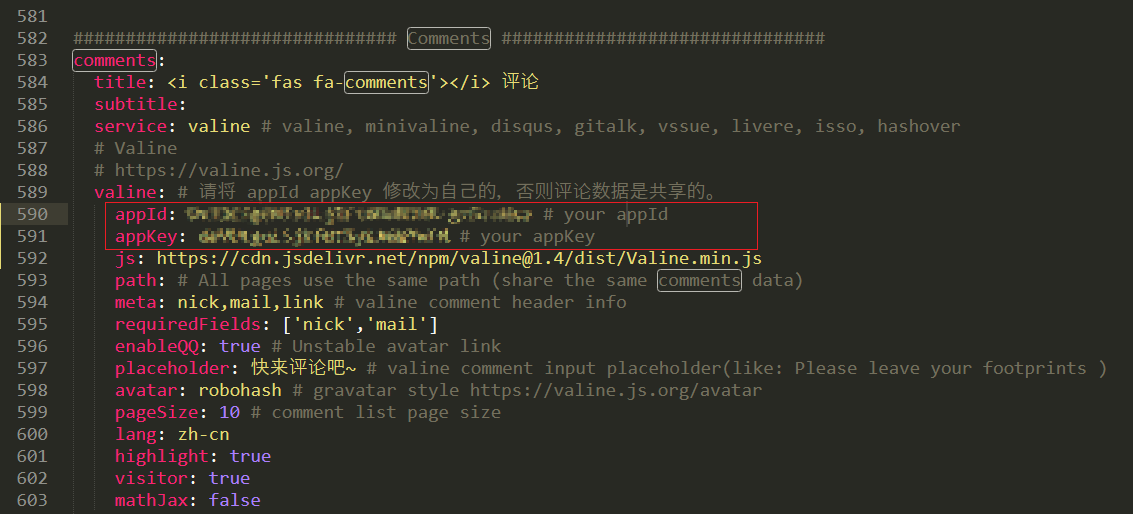 581
582 ############################### Comments ###############################
583 comments:
584 title: <i class='fas fa-comments'></i> 评论
585 subtitle:
586 service: valine # valine, minivaline, disqus, gitalk, vssue, livere, isso, hashover
587 # Valine
588 # https://valine.js.org/
589 valine: # 请将 appId appKey 修改为自己的, 否则评论数据是共享的。
590 appId: # your appId
591 appKey: # your appKey
592 js: https://cdn.jsdelivr.net/npm/valine@1.4/dist/Valine.min.js
593 path: # All pages use the same path (share the same comments data)
594 meta: nick,mail,link # valine comment header info
595 requiredFields: ['nick','mail']
596 enableQQ: true # Unstable avatar link
597 placeholder: 快来评论吧~ # valine comment input placeholder(like: Please leave your footprints )
598 avatar: robohash # gravatar style https://valine.js.org/avatar
599 pageSize: 10 # comment list page size
600 lang: zh-cn
601 highlight: true
602 visitor: true
603 mathJax: false